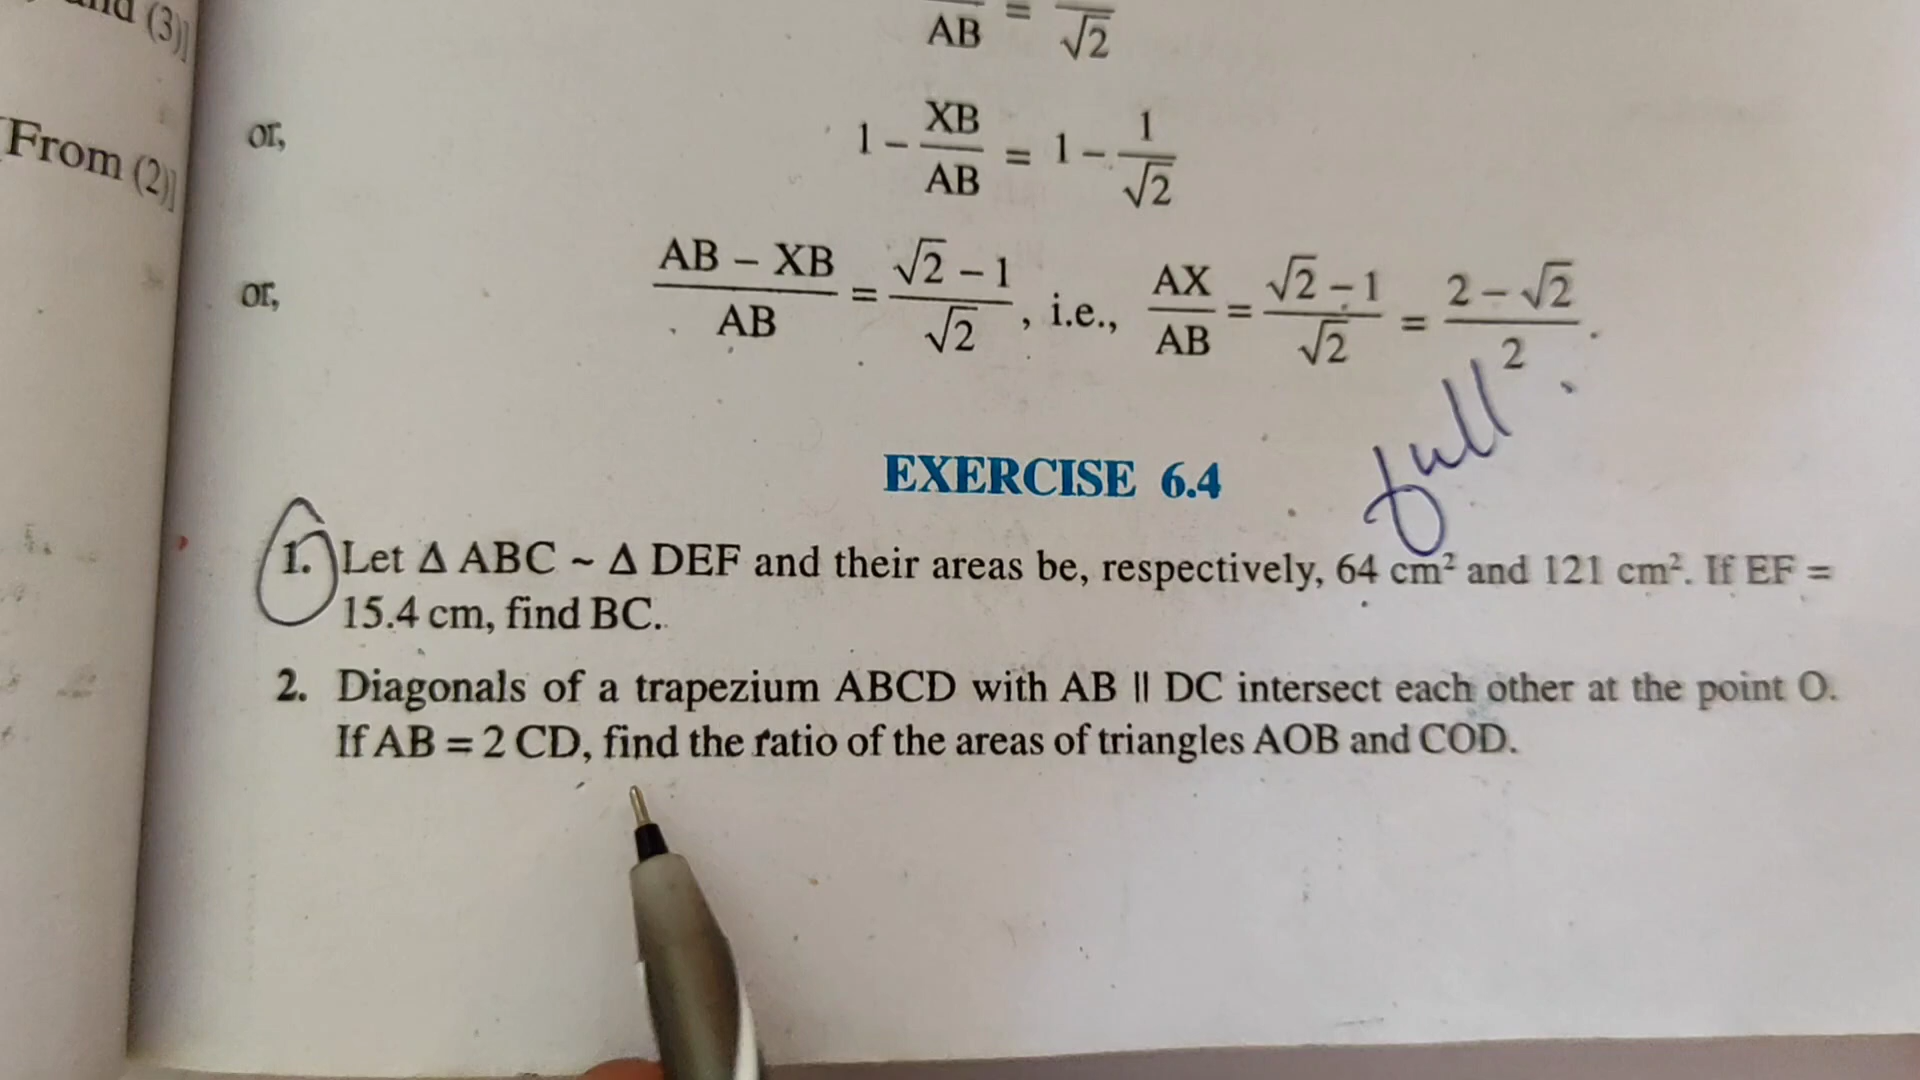 and (3)]
AB = √2
[From (2)]
or, 1 – XB/AB = 1 – 1/√2
or, AB – XB/AB = √2 – 1/√2, i.e., AX/AB = √2 – 1/√2 = 2 – √2/2.
full
EXERCISE 6.4
1. Let Δ ABC ~ Δ DEF and their areas be, respectively, 64 cm² and 121 cm². If EF =
15.4 cm, find BC.
2. Diagonals of a trapezium ABCD with AB || DC intersect each other at the point O.
If AB = 2 CD, find the ratio of the areas of triangles AOB and COD.